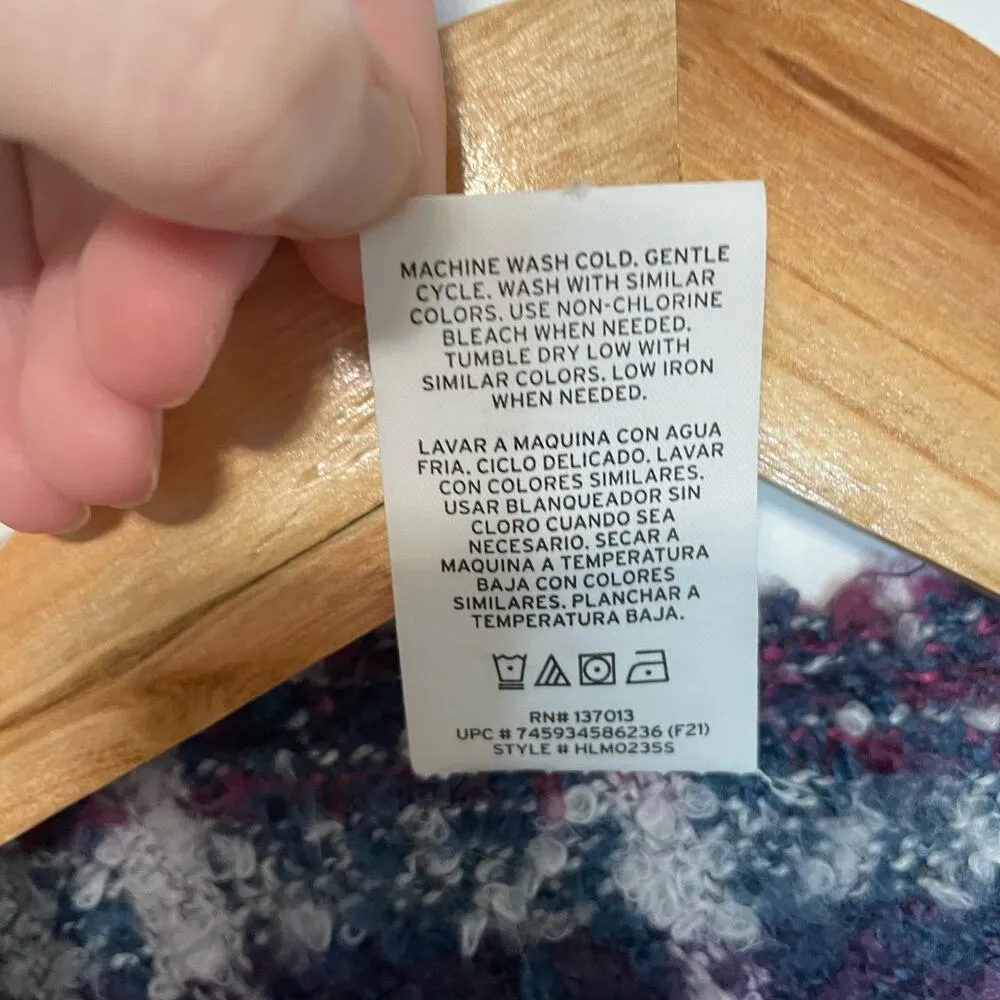 MACHINE WASH COLD. GENTLE
CYCLE. WASH WITH SIMILAR
COLORS. USE NON-CHLORINE
BLEACH WHEN NEEDED.
TUMBLE DRY LOW WITH
SIMILAR COLORS. LOW IRON
WHEN NEEDED.
LAVAR A MAQUINA CON AGUA
FRIA. CICLO DELICADO. LAVAR
CON COLORES SIMILARES.
USAR BLANQUEADOR SIN
CLORO CUANDO SEA
NECESARIO. SECAR A
MAQUINA A TEMPERATURA
BAJA CON COLORES
SIMILARES. PLANCHAR A
TEMPERATURA BAJA.
RN# 137013
UPC # 745934586236 (F21)
STYLE # HLM0235S